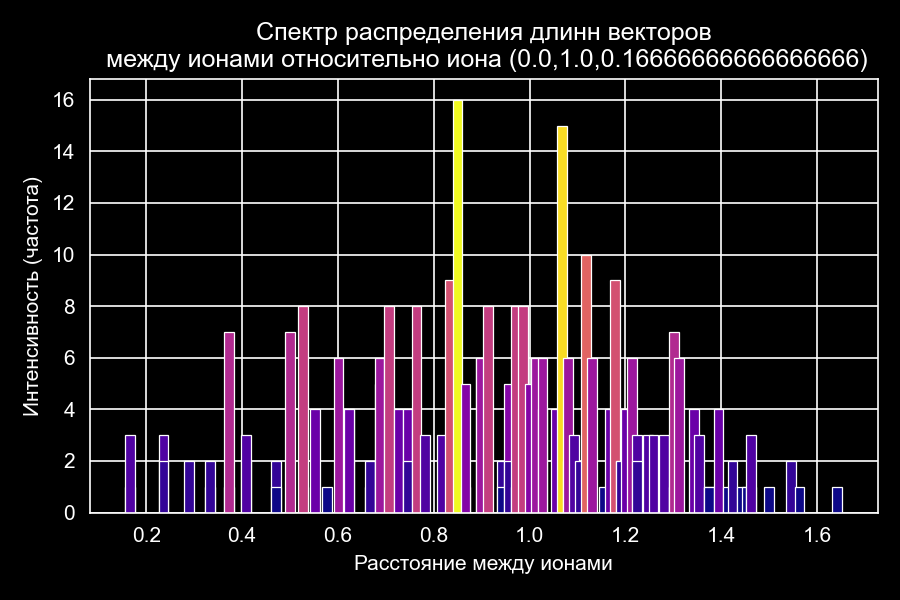 Спектр распределения длинн векторов
между ионами относительно иона (0.0,1.0,0.16666666666666666)
16
14
12
10
8
6
4
2
0
Интенсивность (частота)
0.2 0.4 0.6 0.8 1.0 1.2 1.4 1.6
Расстояние между ионами